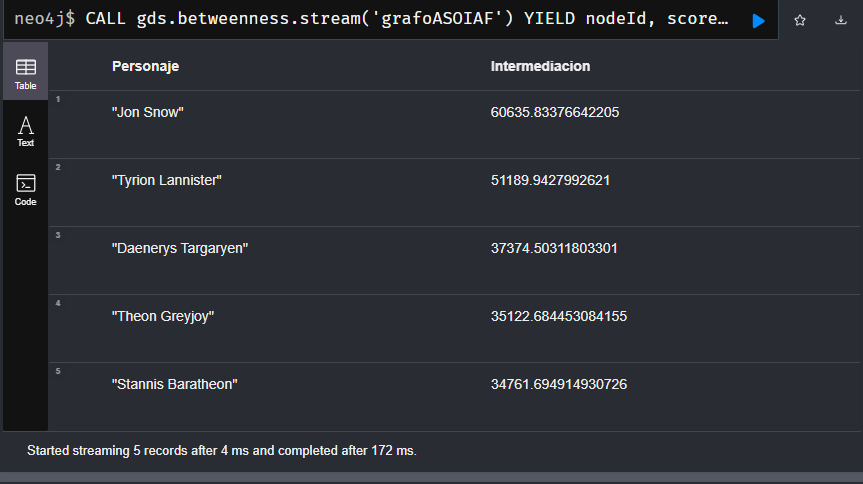 neo4j$ CALL gds.betweenness.stream('grafoASOIAF') YIELD nodeId, score…
Table
Text
Code
Personaje Intermediacion
1 "Jon Snow" 60635.83376642205
2 "Tyrion Lannister" 51189.9427992621
3 "Daenerys Targaryen" 37374.50311803301
4 "Theon Greyjoy" 35122.684453084155
5 "Stannis Baratheon" 34761.694914930726
Started streaming 5 records after 4 ms and completed after 172 ms.